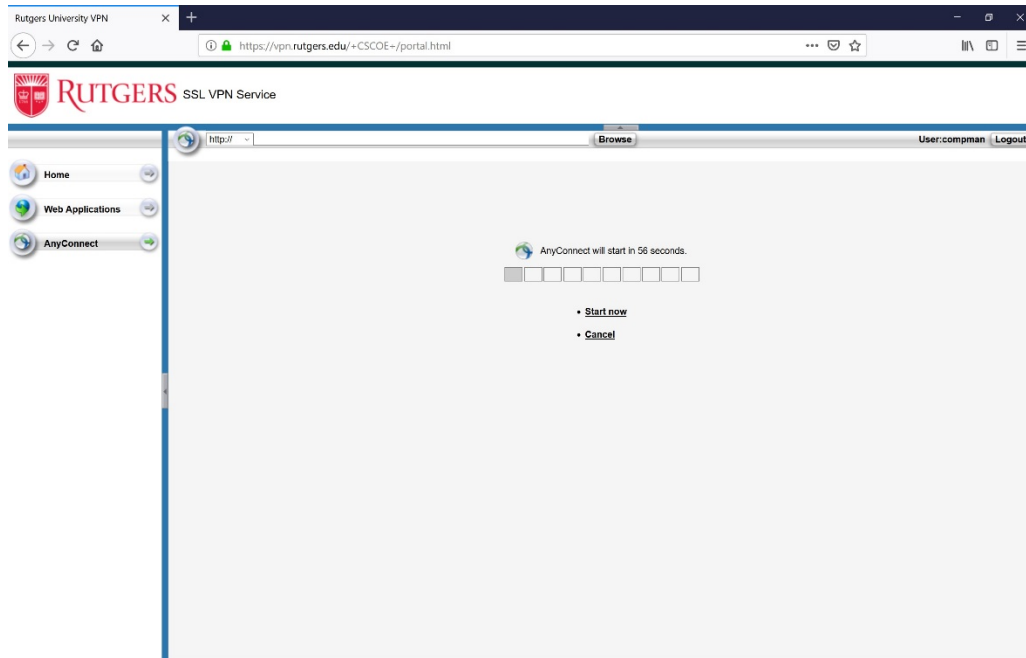 Rutgers University VPN
https://vpn.rutgers.edu/+CSCOE+/portal.html
RUTGERS SSL VPN Service
http:// Browse User:compman Logout
Home
Web Applications
AnyConnect
AnyConnect will start in 56 seconds.
• Start now
• Cancel